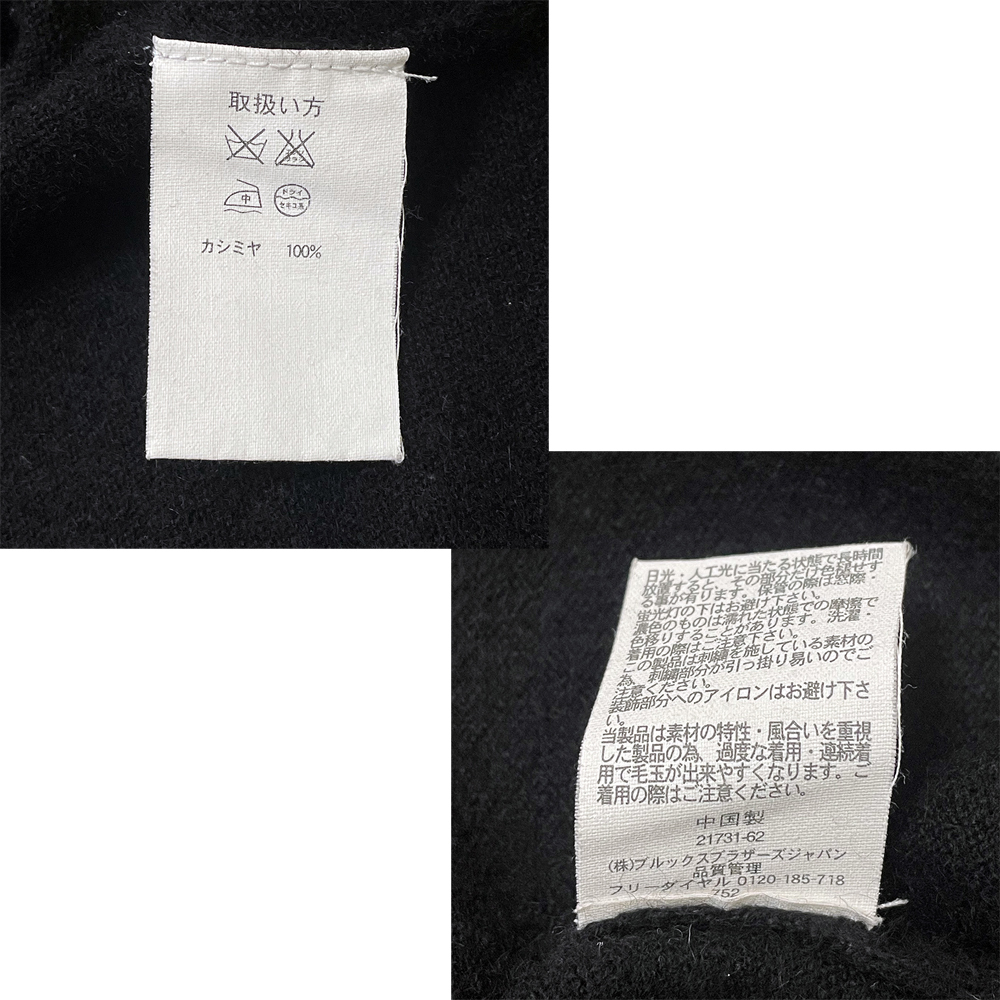 取扱い方
エンソ
サラシ
中
ドライ
セキユ系
カシミヤ 100%
日光・人工光に当たる状態で長時間
放置すると、その部分だけ色褪せす
る事が有ります。保管の際は窓際・
蛍光灯の下はお避け下さい。
濃色のものは濡れた状態での摩擦で
色移りすることがあります。洗濯・
着用の際はご注意下さい。
この製品は刺繍を施している素材の
為、刺繍部分が引っ掛り易いのでご
注意ください。
装飾部分へのアイロンはお避け下さ
い。
当製品は素材の特性・風合いを重視
した製品の為、過度な着用・連続着
用で毛玉が出来やすくなります。ご
着用の際はご注意ください。
中国製
21731-62
(株)ブルックスブラザーズジャパン
品質管理
フリーダイヤル 0120-185-718
752